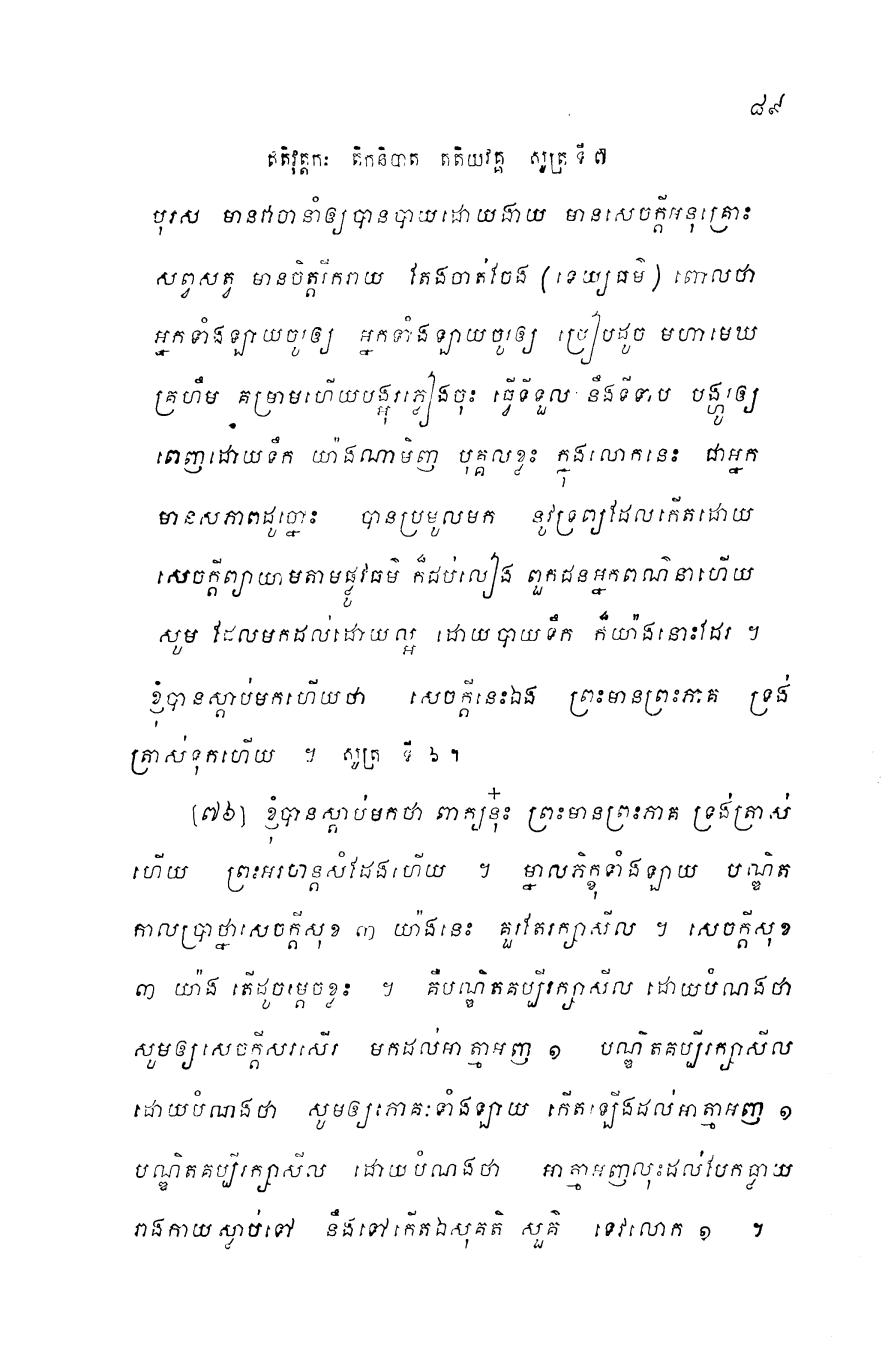 ៨៩
ឥតិវុត្តកៈ តិកនិបាត តតិយវគ្គ សូត្រ ទី ៧
បុរស មានវាចានាំឲ្យបានបាយដោយងាយ មានសេចក្តីអនុគ្រោះ
សព្វសត្វ មានចិត្តរីករាយ តែងចាត់ចែង (ទេយ្យធម៌) ពោលថា
អ្នកទាំងឡាយចូរឲ្យ អ្នកទាំងឡាយចូរឲ្យ ប្រៀបដូច មហាមេឃ
គ្រហឹម គម្រាមហើយបង្អុរភ្លៀងចុះ ធ្វើទីទួល នឹងទីទាប បង្ហូរឲ្យ
ពេញដោយទឹក យ៉ាងណាមិញ បុគ្គលខ្លះ ក្នុងលោកនេះ ជាអ្នក
មានសភាពដូច្នោះ បានប្រមូលមក នូវទ្រព្យដែលកើតដោយ
សេចក្តីព្យាយាមតាមផ្លូវធម៌ ក៏ដប់លៀង ពួកជនអ្នកពណ៌នាហើយ
សូម ដែលមកដល់ដោយល្អ ដោយបាយទឹក ក៏យ៉ាងនោះដែរ ។
ខ្ញុំបានស្តាប់មកហើយថា សេចក្តីនេះឯង ព្រះមានព្រះភាគ ទ្រង់
ត្រាស់ទុកហើយ ។ សូត្រ ទី ៦ ។
(៧៦) ខ្ញុំបានស្តាប់មកថា ពាក្យនុ៎ះ ព្រះមានព្រះភាគ ទ្រង់ត្រាស់
ហើយ ព្រះអរហន្តសំដែងហើយ ។ ម្នាលភិក្ខុទាំងឡាយ បណ្ឌិត
កាលប្រាថ្នាសេចក្តីសុខ ៣ យ៉ាងនេះ គួរតែរក្សាសីល ។ សេចក្តីសុខ
៣ យ៉ាង តើដូចម្តេចខ្លះ ។ គឺបណ្ឌិតគប្បីរក្សាសីល ដោយបំណងថា
សូមឲ្យសេចក្តីសរសើរ មកដល់អាត្មាអញ ១ បណ្ឌិតគប្បីរក្សាសីល
ដោយបំណងថា សូមឲ្យភោគៈទាំងឡាយ កើតឡើងដល់អាត្មាអញ ១
បណ្ឌិតគប្បីរក្សាសីល ដោយបំណងថា អាត្មាអញលុះដល់បែកធ្លាយ
រាងកាយស្លាប់ទៅ នឹងទៅកើតឯសុគតិ សួគ៌ ទេវលោក ១ ។